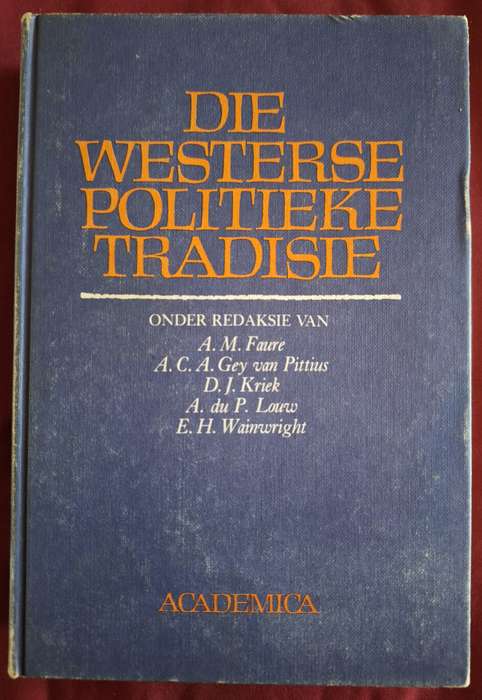 DIE
WESTERSE
POLITIEKE
TRADISIE
ONDER REDAKSIE VAN
A. M. Faure
A. C. A. Gey van Pittius
D. J. Kriek
A. du P. Louw
E. H. Wainwright
ACADEMICA